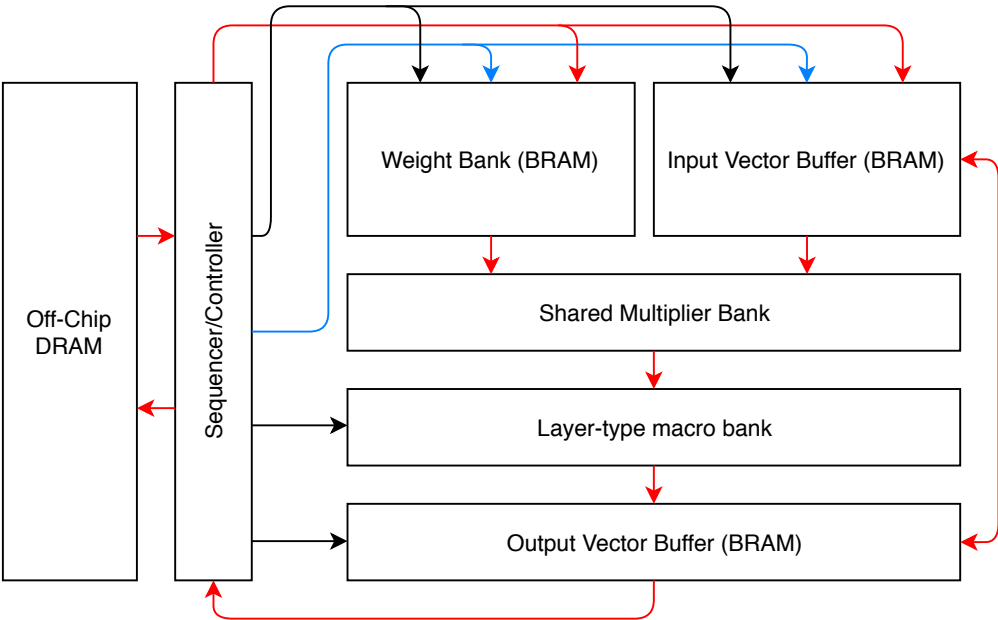 Off-Chip
DRAM
Sequencer/Controller
Weight Bank (BRAM)
Input Vector Buffer (BRAM)
Shared Multiplier Bank
Layer-type macro bank
Output Vector Buffer (BRAM)